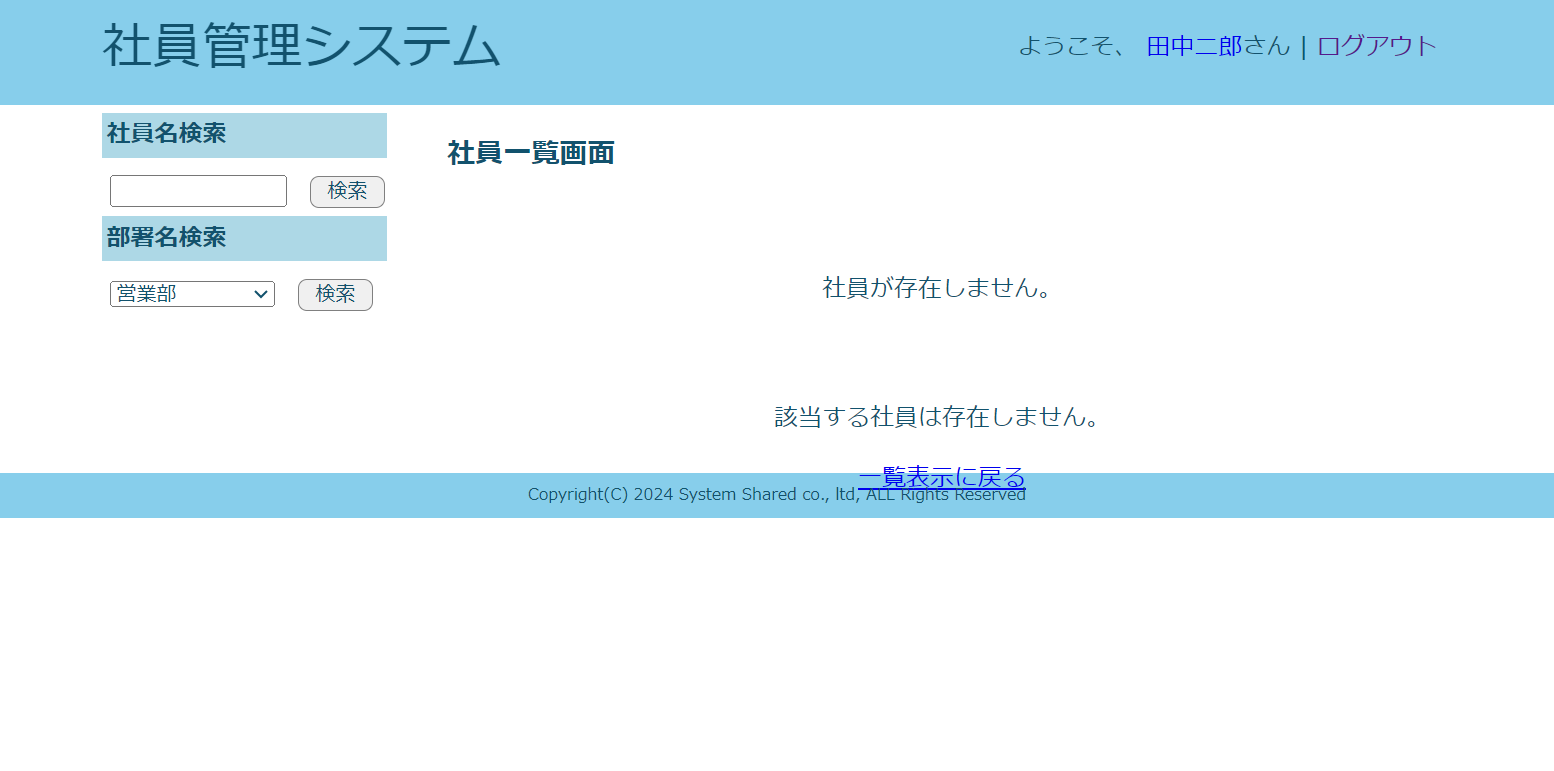 社員管理システム
ようこそ、 田中二郎さん | ログアウト
社員名検索
検索
部署名検索
営業部
検索
社員一覧画面
社員が存在しません。
該当する社員は存在しません。
一覧表示に戻る
Copyright(C) 2024 System Shared co., ltd, ALL Rights Reserved